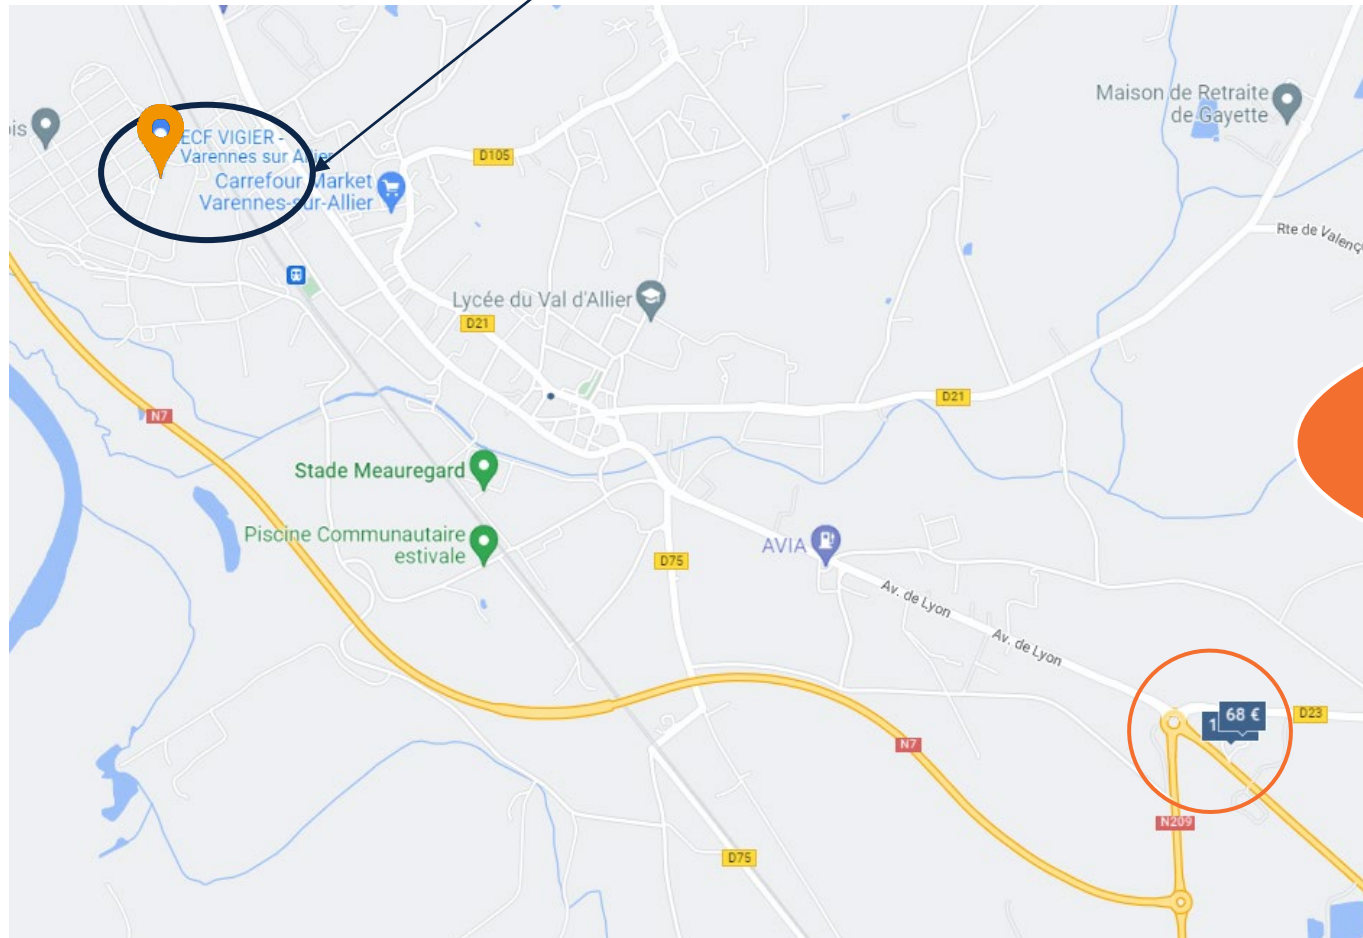 ois
ECF VIGIER -
Varennes sur Allier
Carrefour Market
Varennes-sur-Allier
D105
Maison de Retraite
de Gayette
Rte de Valenç
Lycée du Val d'Allier
D21
D21
N7
Stade Meauregard
Piscine Communautaire
estivale
AVIA
D75
Av. de Lyon
Av. de Lyon
1
68 €
D23
N7
N209
D75